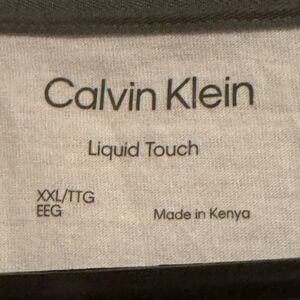 Calvin Klein
Liquid Touch
XXL/TTG
EEG
Made in Kenya